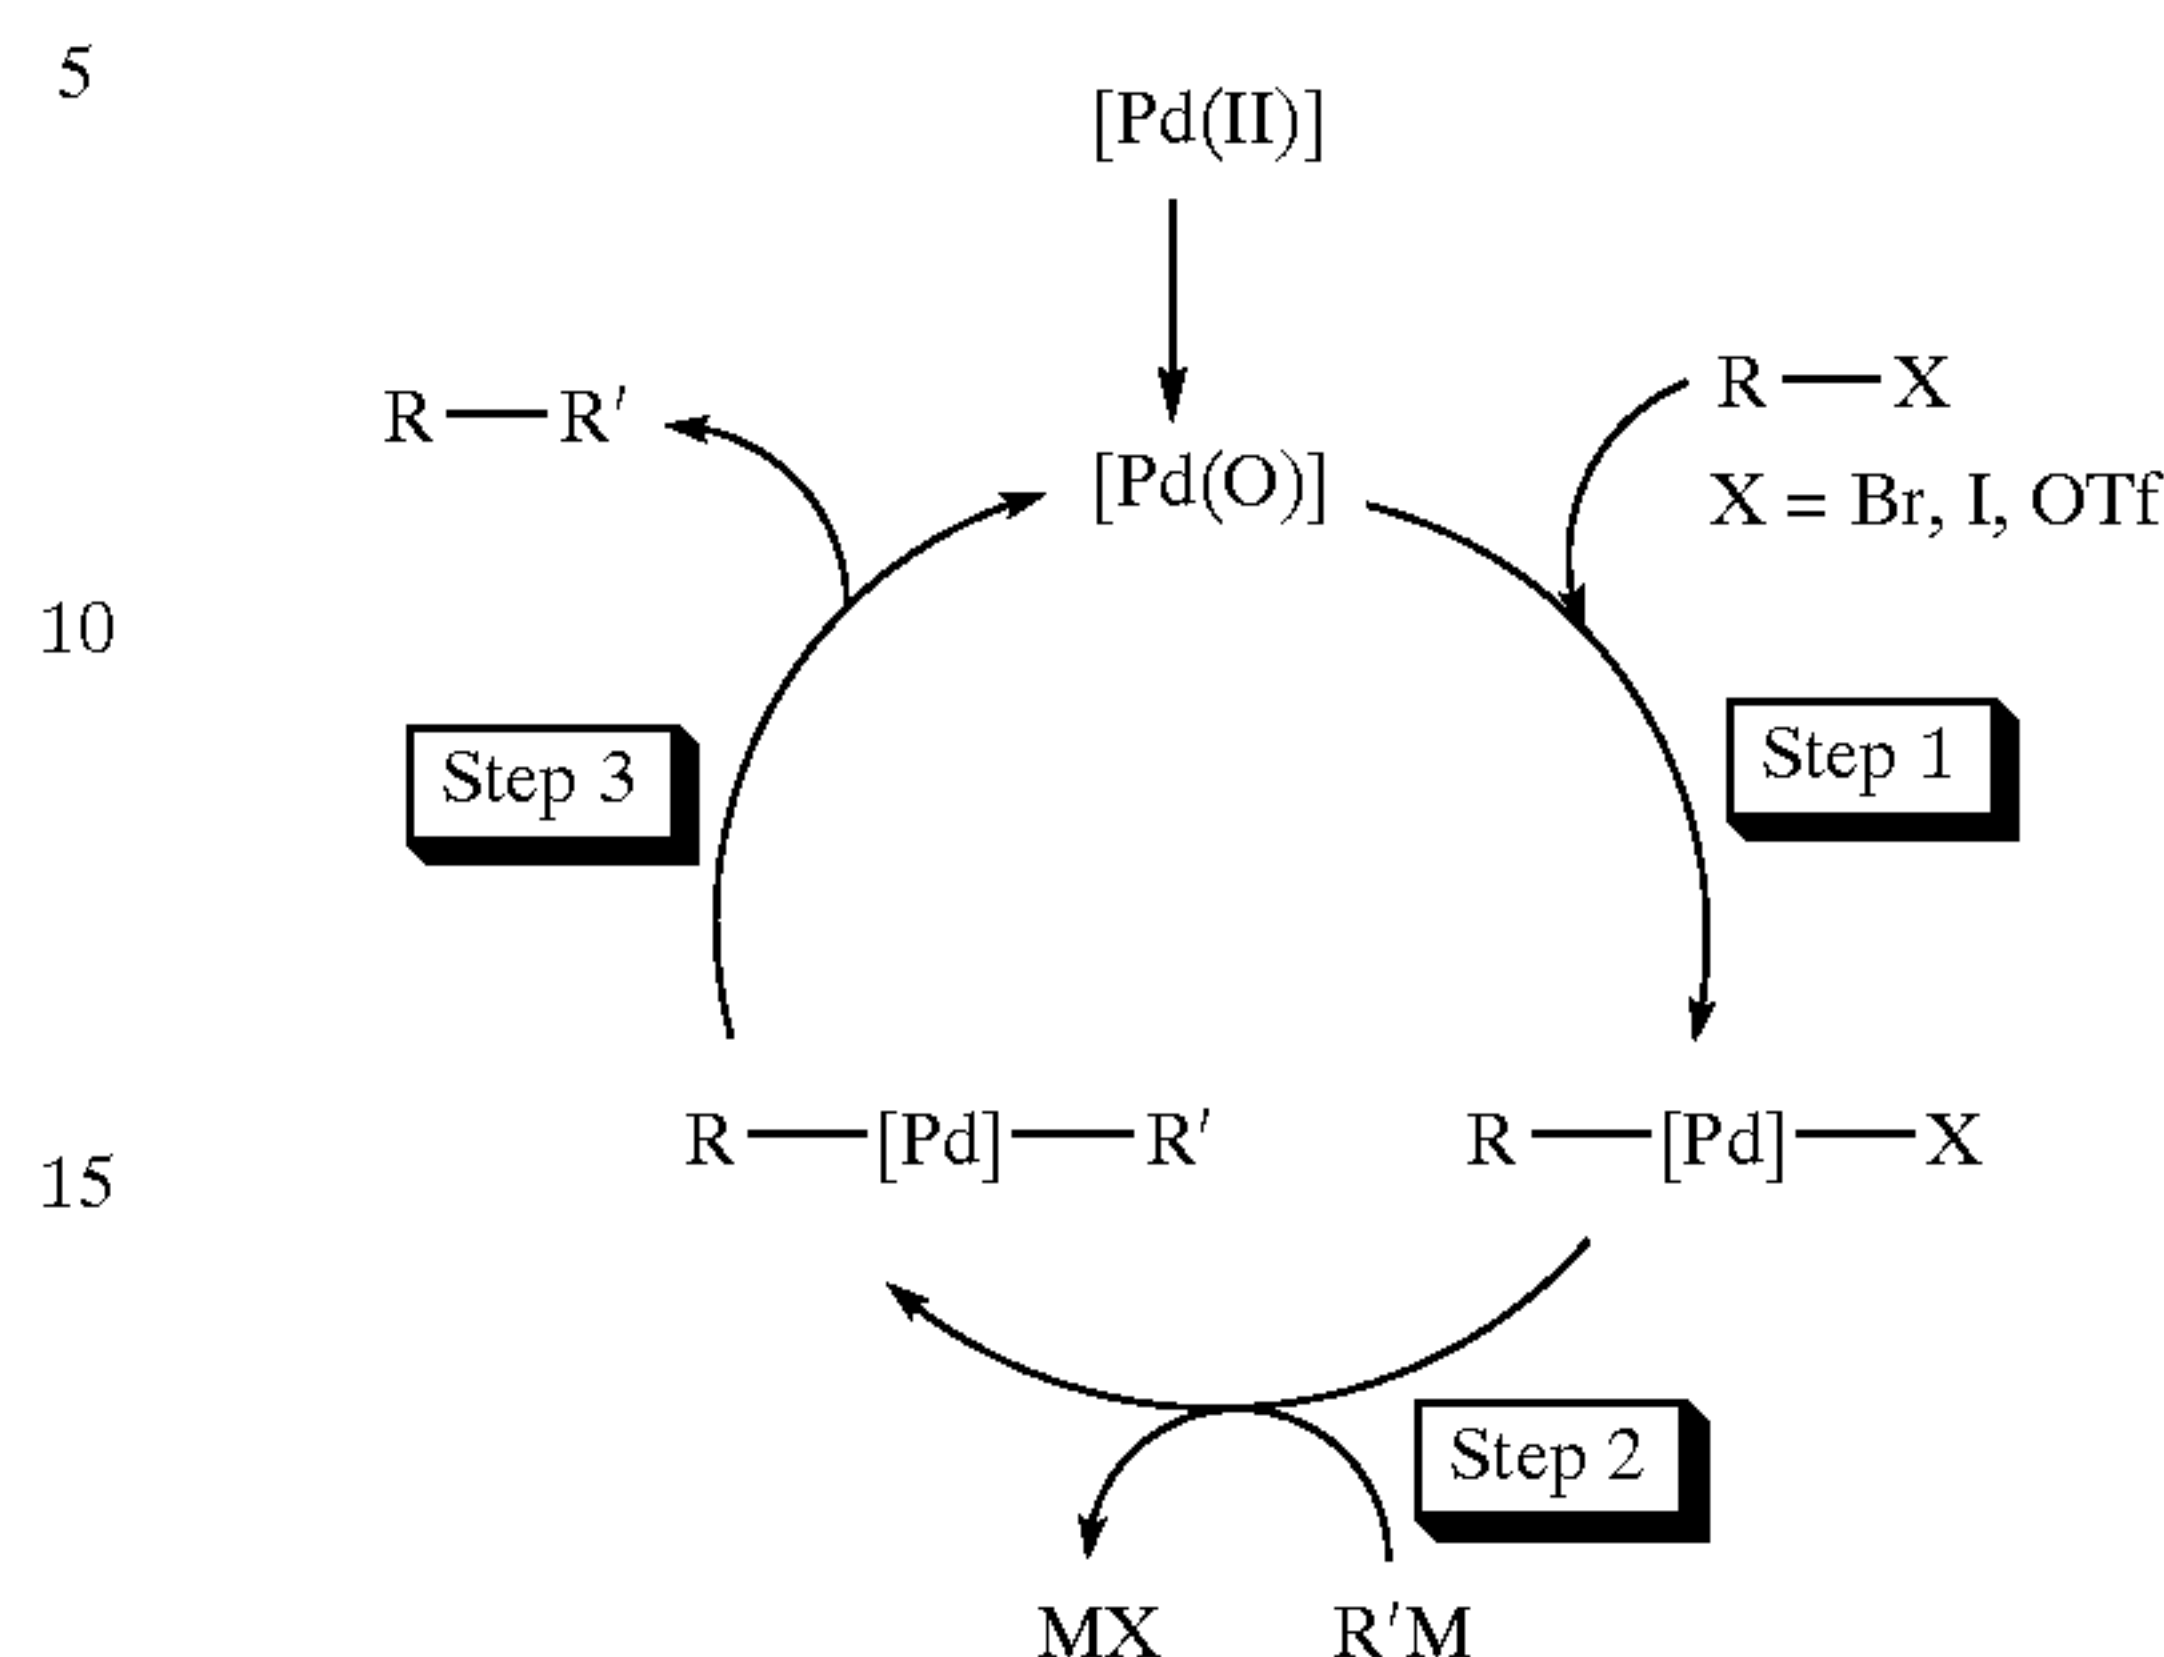 5
[Pd(II)]
R—X
R—R′
[Pd(O)]
X = Br, I, OTf
10
Step 1
Step 3
R—[Pd]—R′
R—[Pd]—X
15
Step 2
MX
R′M